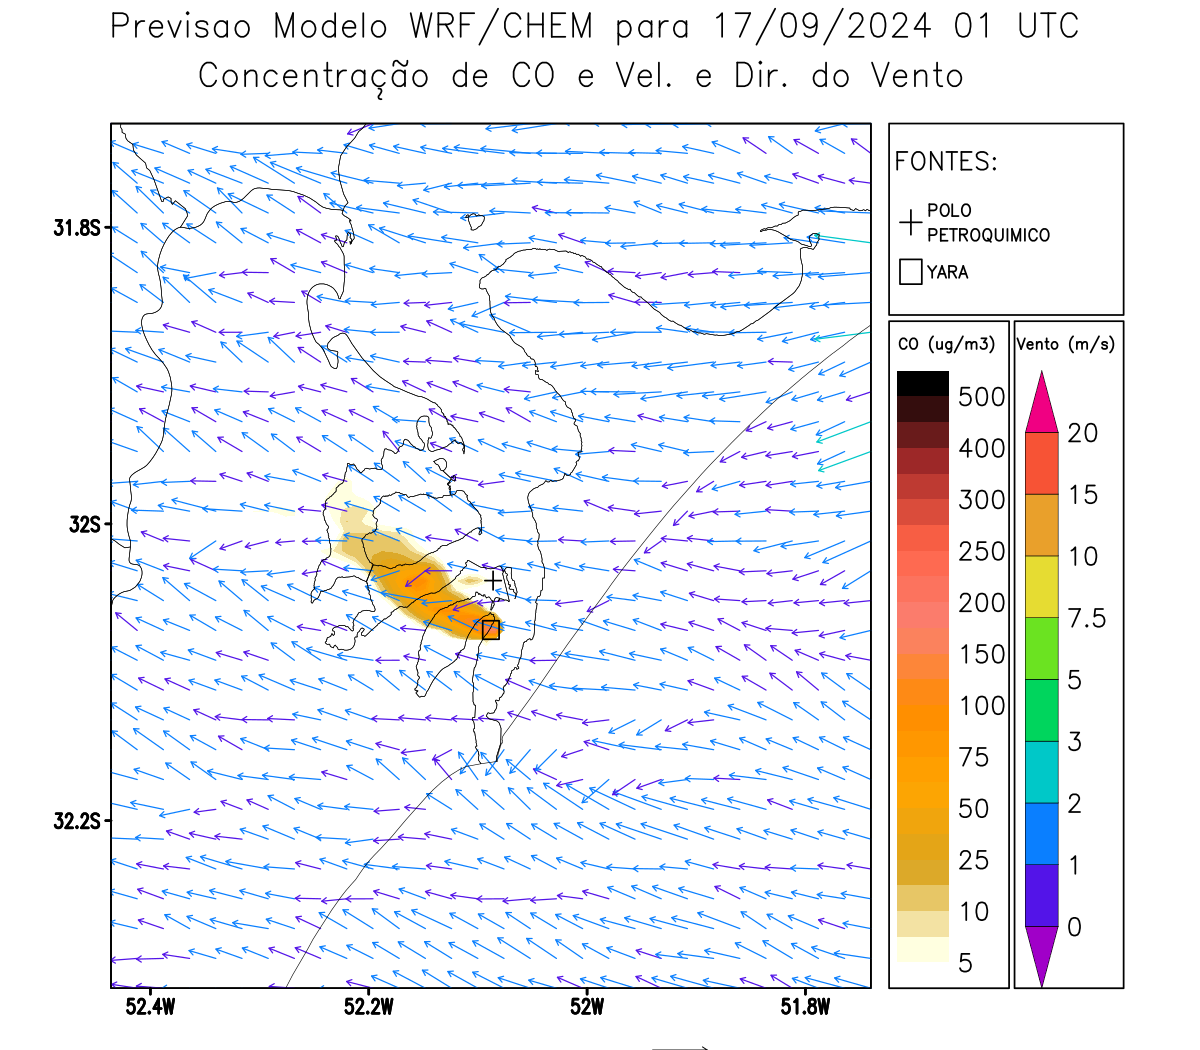 Previsao Modelo WRF/CHEM para 17/09/2024 01 UTC
Concentração de CO e Vel. e Dir. do Vento
FONTES:
POLO
PETROQUIMICO
YARA
31.8S
32S
32.2S
52.4W 52.2W 52W 51.8W
CO (ug/m3)
500
400
300
250
200
150
100
75
50
25
10
5
Vento (m/s)
20
15
10
7.5
5
3
2
1
0